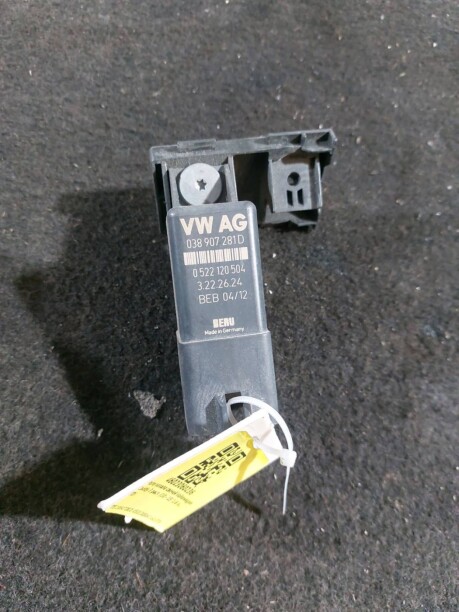 VW AG
038 907 281D
0 522 120 504
3.22.26.24
BEB 04/12
BERU
Made in Germany